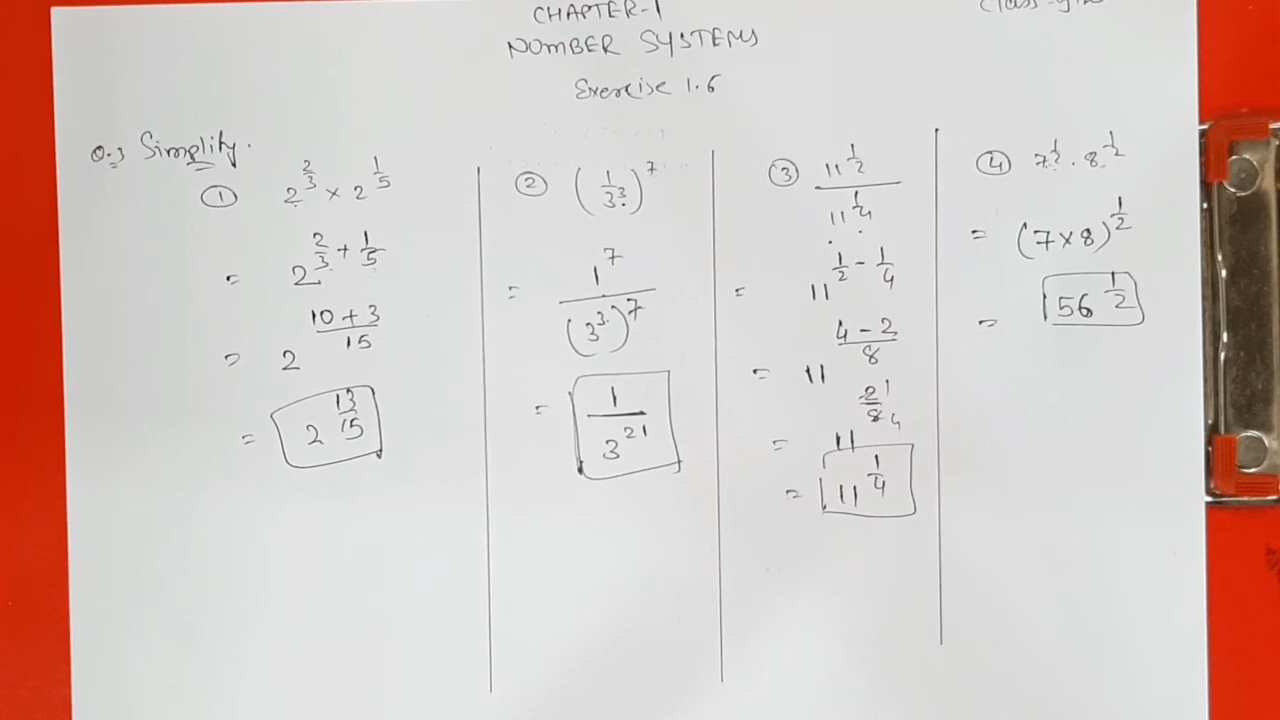 CHAPTER-1
NUMBER SYSTEMS
Exercise 1.6
Q.3 Simplify.
① 2^(2/3) × 2^(1/5)
= 2^(2/3 + 1/5)
= 2^((10 + 3)/15)
= 2^(13/15)
② (1/3^3)^7
= 1^7/(3^3)^7
= 1/3^21
③ 11^(1/2)/11^(1/4)
= 11^(1/2 - 1/4)
= 11^((4 - 2)/8)
= 11^(2/8) 1 4
= 11^(1/4)
④ 7^(1/2) . 8^(1/2)
= (7 × 8)^(1/2)
= 56^(1/2)